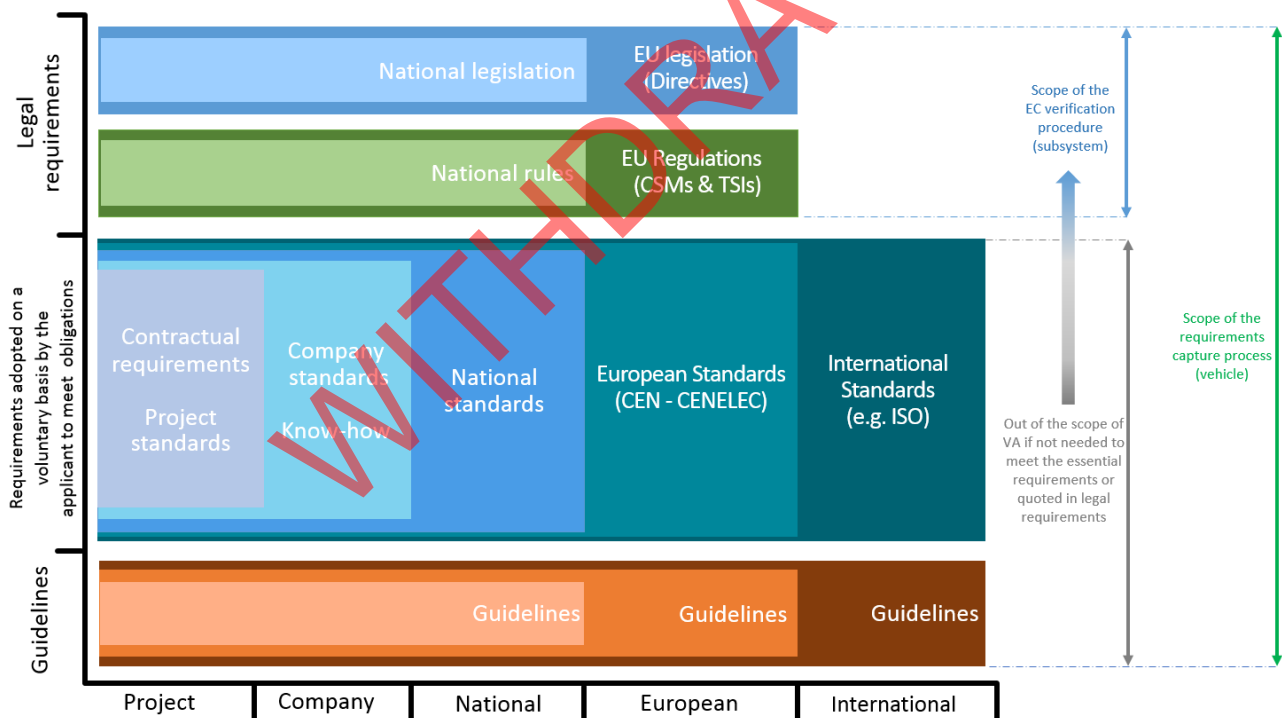 Legal
requirements
National legislation
EU legislation
(Directives)
National rules
EU Regulations
(CSMs & TSIs)
Scope of the
EC verification
procedure
(subsystem)
Requirements adopted on a
voluntary basis by the
applicant to meet obligations
Contractual
requirements
Project
standards
Company
standards
Know-how
National
standards
European Standards
(CEN - CENELEC)
International
Standards
(e.g. ISO)
Out of the scope of
VA if not needed to
meet the essential
requirements or
quoted in legal
requirements
Scope of the
requirements
capture process
(vehicle)
Guidelines
Guidelines
Guidelines
Guidelines
Project
Company
National
European
International
WITHDRA